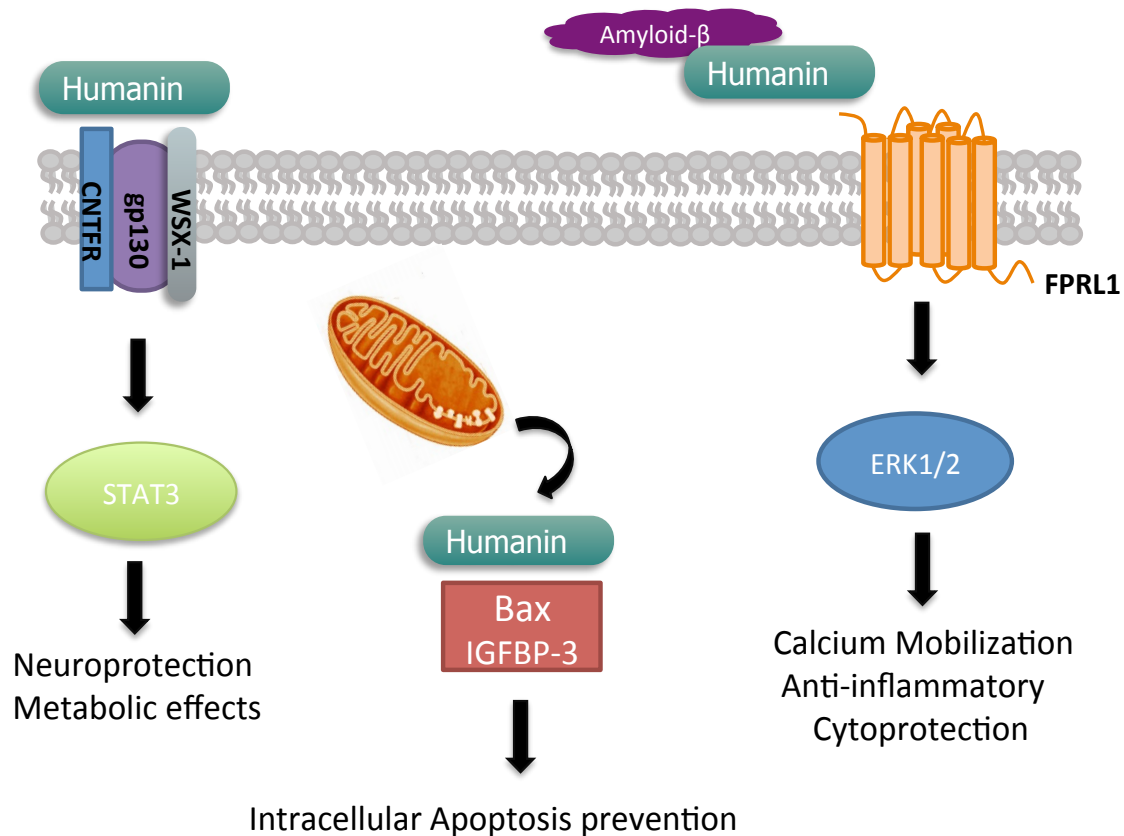 Amyloid-β
Humanin
Humanin
CNTFR
gp130
WSX-1
FPRL1
STAT3
ERK1/2
Humanin
Bax
IGFBP-3
Neuroprotection
Metabolic effects
Calcium Mobilization
Anti-inflammatory
Cytoprotection
Intracellular Apoptosis prevention